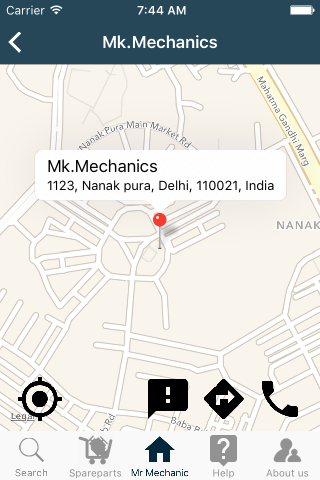 Carrier 7:44 AM
Mk.Mechanics
Nanak Pura Main Market Rd
Mahatma Gandhi Marg
Mk.Mechanics
1123, Nanak pura, Delhi, 110021, India
NANAK
Legal
b Rd
Baba B
Search Spareparts Mr Mechanic Help About us